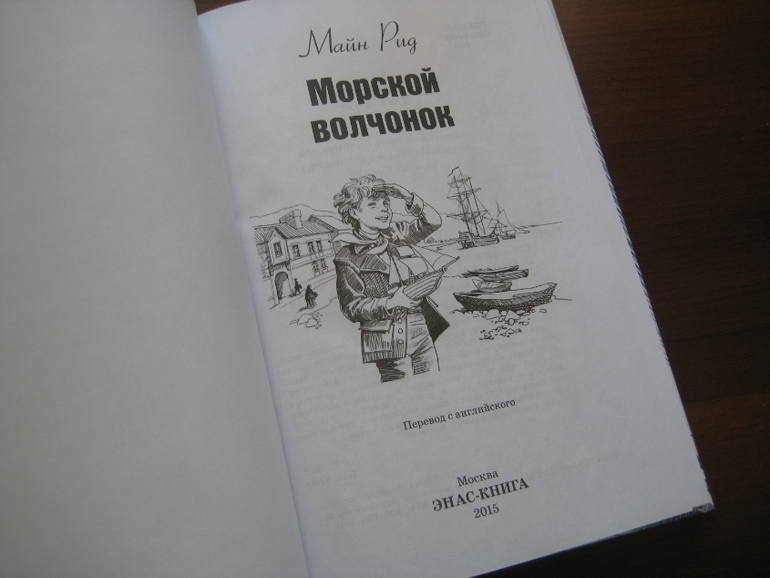 Майн Рид
Морской
волчонок
Перевод с английского
Москва
ЭНАС-КНИГА
2015